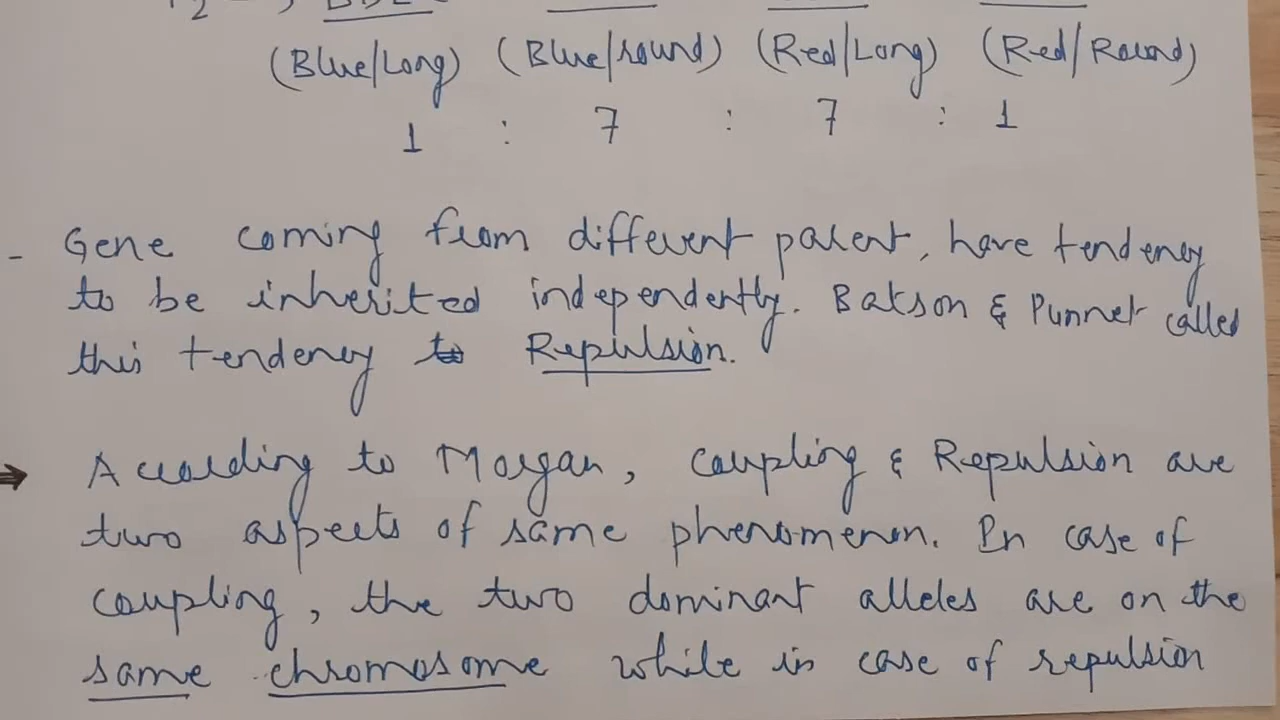 (Blue/Long) (Blue/round) (Red/Long) (Red/Round)
1 : 7 : 7 : 1
- Gene coming from different parent, have tendency
to be inherited independently. Batson & Punnet called
this tendency to Repulsion.
⇒ According to Morgan, Coupling & Repulsion are
two aspects of same phenomenon. In case of
coupling, the two dominant alleles are on the
same chromosome while in case of repulsion